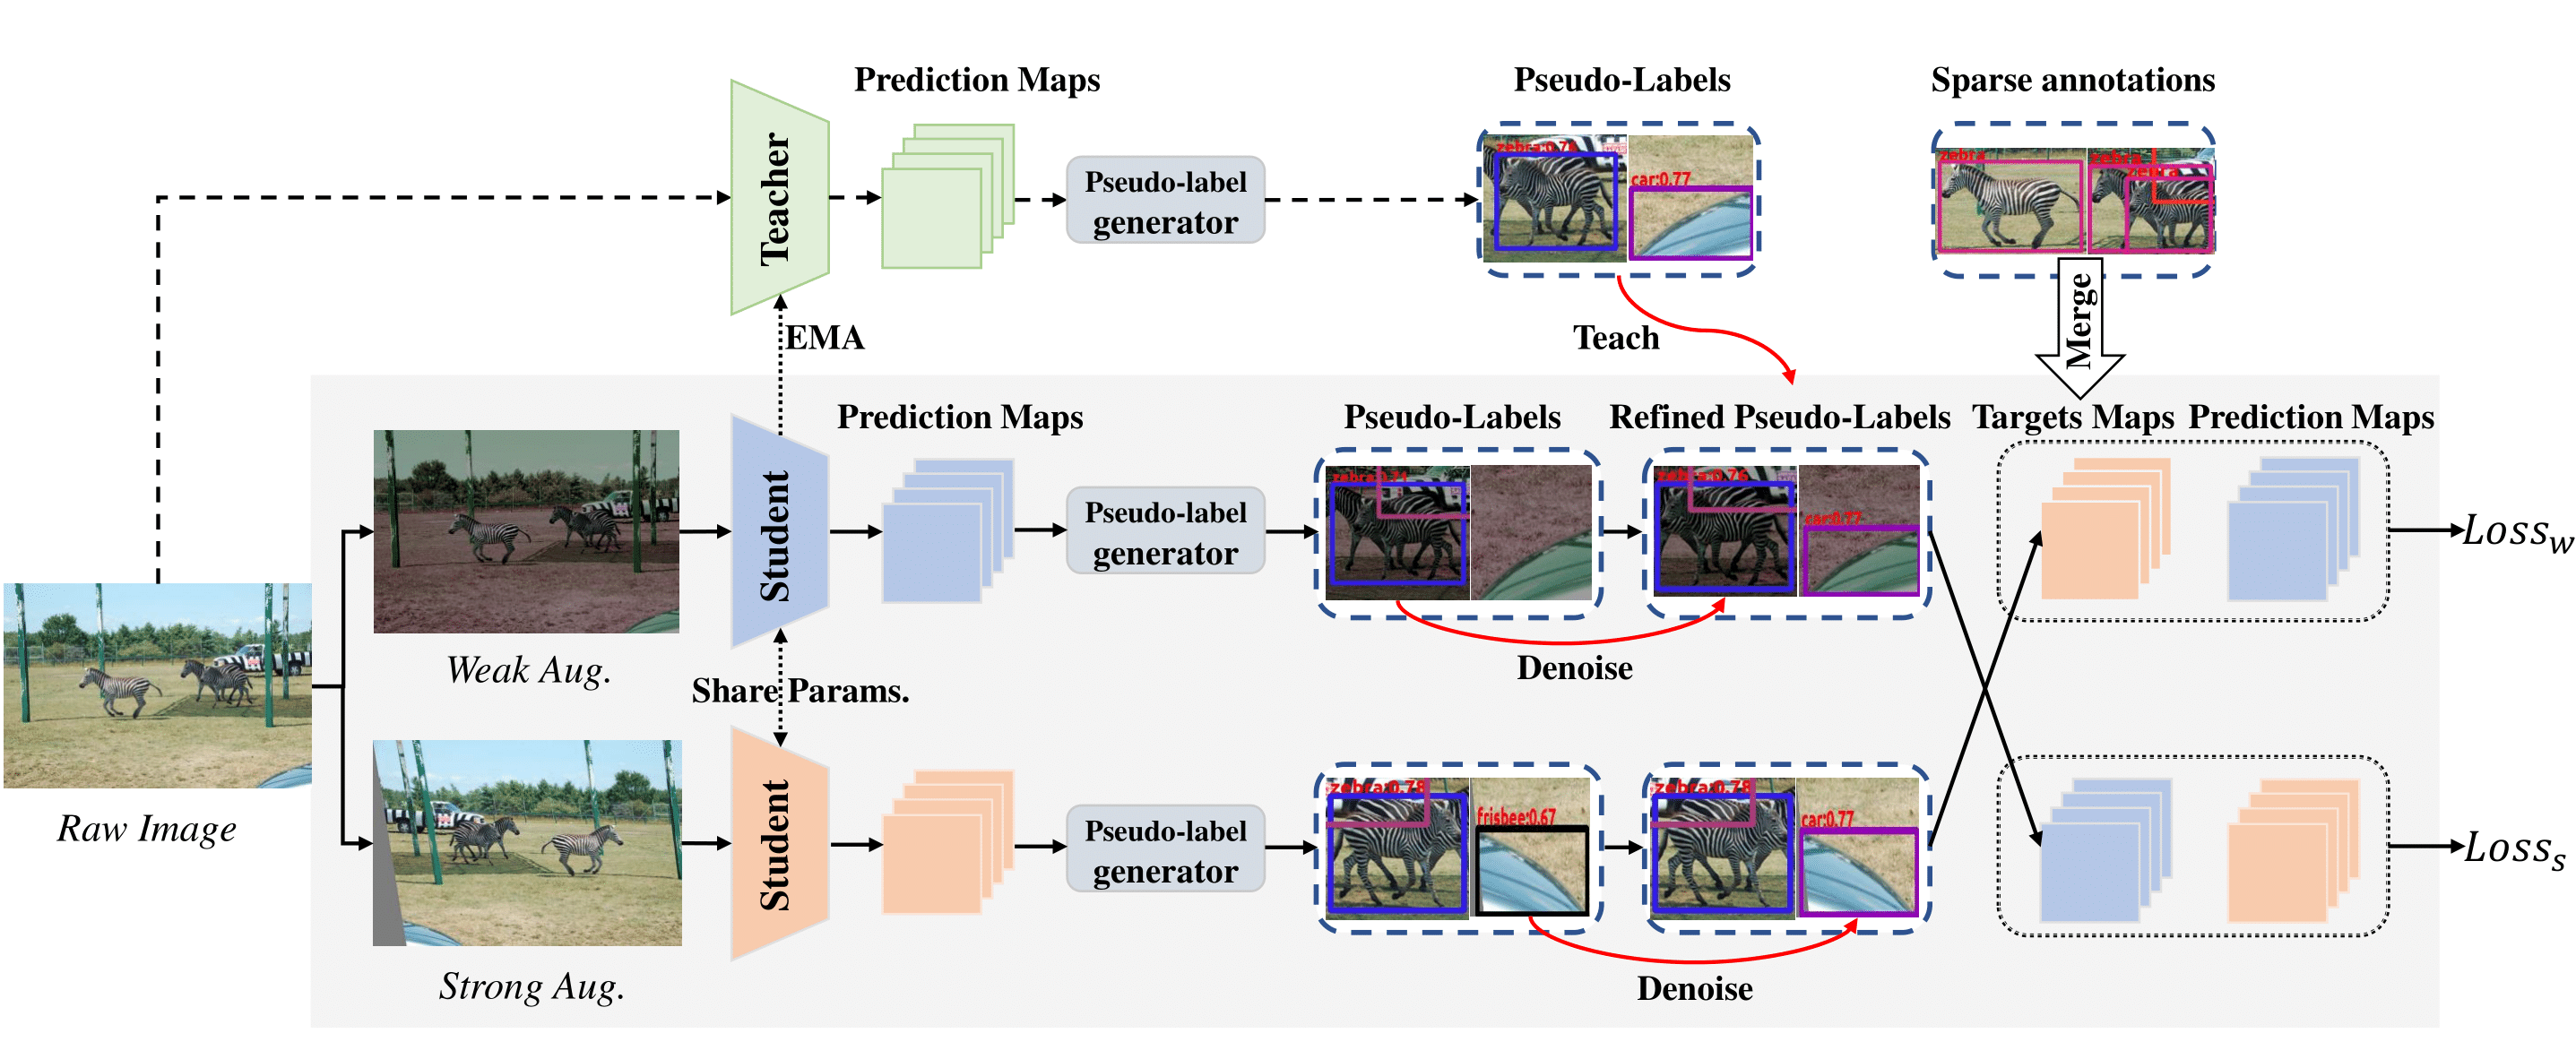 Prediction Maps
Pseudo-Labels
Sparse annotations
Teacher
Pseudo-label
generator
zebra:0.76
car:0.77
zebra
zebra
zebra
EMA
Teach
Merge
Prediction Maps
Pseudo-Labels
Refined Pseudo-Labels
Targets Maps
Prediction Maps
Student
Pseudo-label
generator
zebra:0.71
zebra:0.76
car:0.77
Loss_w
Weak Aug.
Denoise
Share Params.
Raw Image
Student
Pseudo-label
generator
zebra:0.78
frisbee:0.67
zebra:0.78
car:0.77
Loss_s
Strong Aug.
Denoise